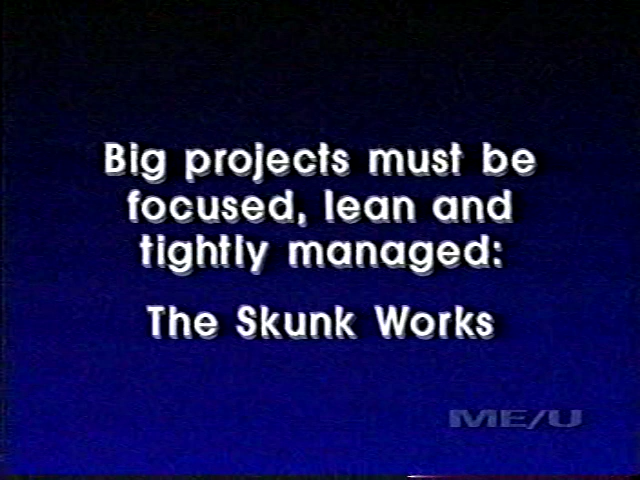 Big projects must be
focused, lean and
tightly managed:
The Skunk Works
ME/U